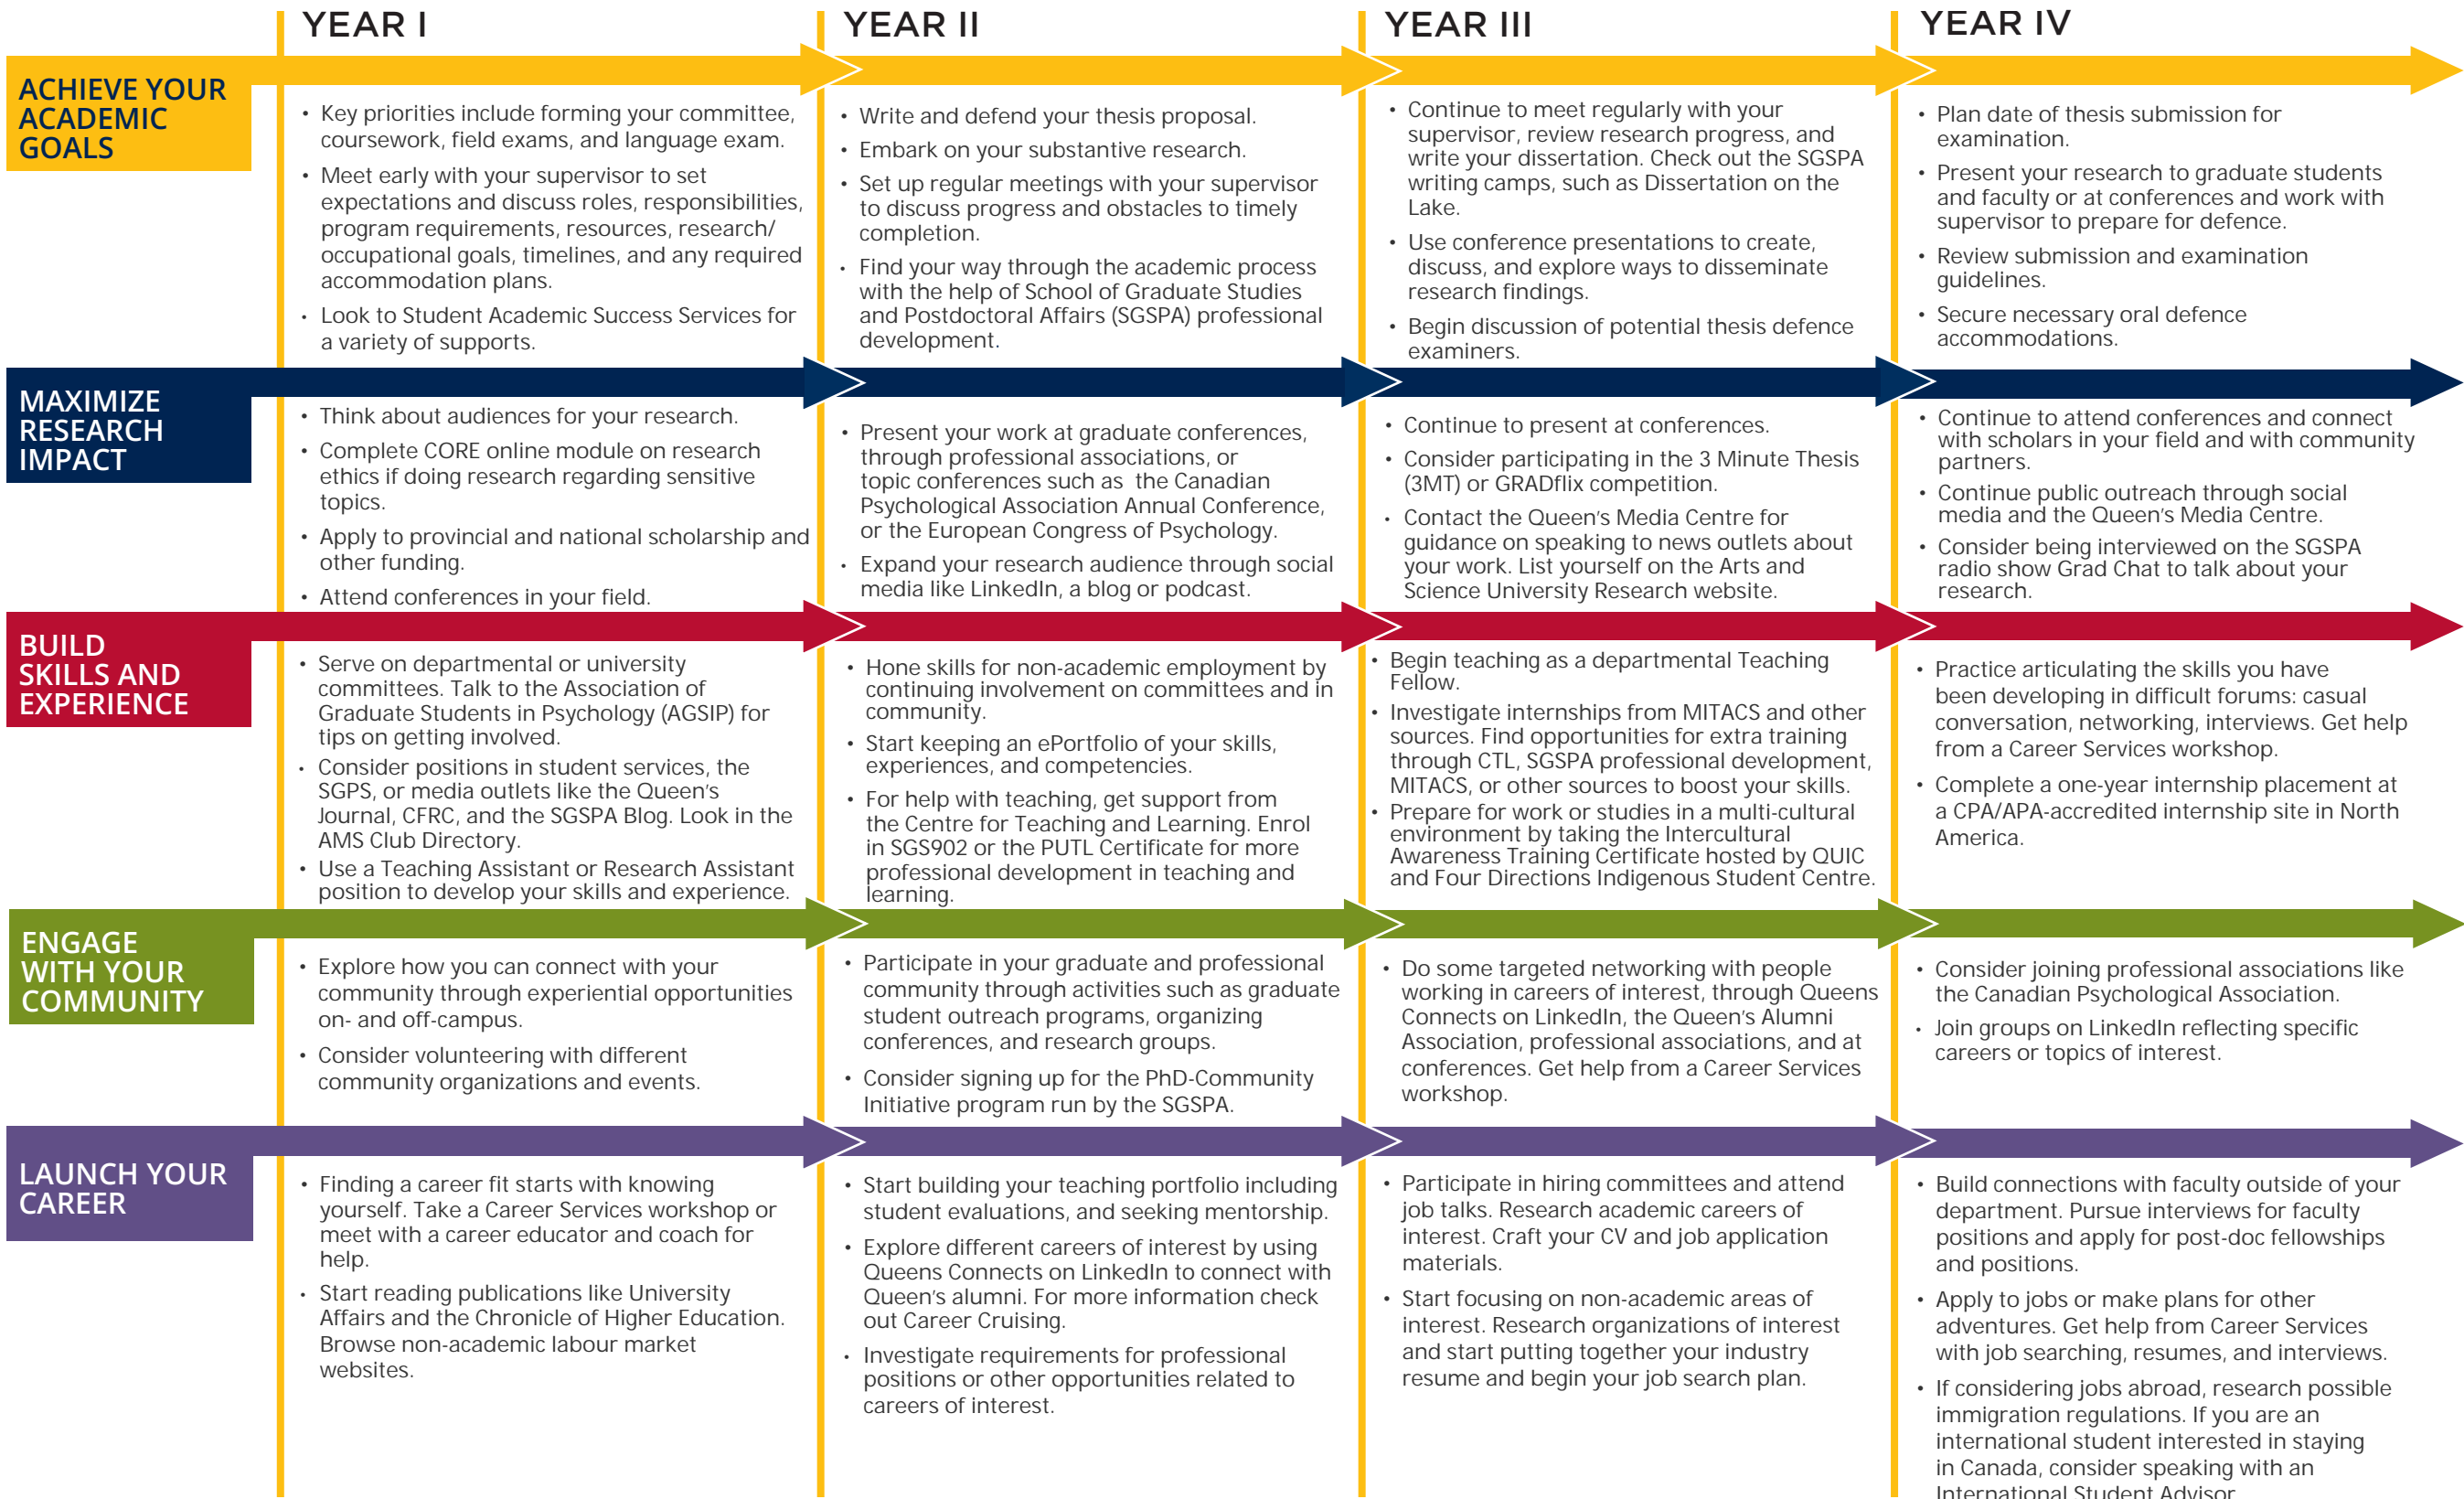 YEAR I
YEAR II
YEAR III
YEAR IV
ACHIEVE YOUR
ACADEMIC
GOALS
• Key priorities include forming your committee,
coursework, field exams, and language exam.
• Meet early with your supervisor to set
expectations and discuss roles, responsibilities,
program requirements, resources, research/
occupational goals, timelines, and any required
accommodation plans.
• Look to Student Academic Success Services for
a variety of supports.
• Write and defend your thesis proposal.
• Embark on your substantive research.
• Set up regular meetings with your supervisor
to discuss progress and obstacles to timely
completion.
• Find your way through the academic process
with the help of School of Graduate Studies
and Postdoctoral Affairs (SGSPA) professional
development.
• Continue to meet regularly with your
supervisor, review research progress, and
write your dissertation. Check out the SGSPA
writing camps, such as Dissertation on the
Lake.
• Use conference presentations to create,
discuss, and explore ways to disseminate
research findings.
• Begin discussion of potential thesis defence
examiners.
• Plan date of thesis submission for
examination.
• Present your research to graduate students
and faculty or at conferences and work with
supervisor to prepare for defence.
• Review submission and examination
guidelines.
• Secure necessary oral defence
accommodations.
MAXIMIZE
RESEARCH
IMPACT
• Think about audiences for your research.
• Complete CORE online module on research
ethics if doing research regarding sensitive
topics.
• Apply to provincial and national scholarship and
other funding.
• Attend conferences in your field.
• Present your work at graduate conferences,
through professional associations, or
topic conferences such as  the Canadian
Psychological Association Annual Conference,
or the European Congress of Psychology.
• Expand your research audience through social
media like LinkedIn, a blog or podcast.
• Continue to present at conferences.
• Consider participating in the 3 Minute Thesis
(3MT) or GRADflix competition.
• Contact the Queen's Media Centre for
guidance on speaking to news outlets about
your work. List yourself on the Arts and
Science University Research website.
• Continue to attend conferences and connect
with scholars in your field and with community
partners.
• Continue public outreach through social
media and the Queen's Media Centre.
• Consider being interviewed on the SGSPA
radio show Grad Chat to talk about your
research.
BUILD
SKILLS AND
EXPERIENCE
• Serve on departmental or university
committees. Talk to the Association of
Graduate Students in Psychology (AGSIP) for
tips on getting involved.
• Consider positions in student services, the
SGPS, or media outlets like the Queen's
Journal, CFRC, and the SGSPA Blog. Look in the
AMS Club Directory.
• Use a Teaching Assistant or Research Assistant
position to develop your skills and experience.
• Hone skills for non-academic employment by
continuing involvement on committees and in
community.
• Start keeping an ePortfolio of your skills,
experiences, and competencies.
• For help with teaching, get support from
the Centre for Teaching and Learning. Enrol
in SGS902 or the PUTL Certificate for more
professional development in teaching and
learning.
• Begin teaching as a departmental Teaching
Fellow.
• Investigate internships from MITACS and other
sources. Find opportunities for extra training
through CTL, SGSPA professional development,
MITACS, or other sources to boost your skills.
• Prepare for work or studies in a multi-cultural
environment by taking the Intercultural
Awareness Training Certificate hosted by QUIC
and Four Directions Indigenous Student Centre.
• Practice articulating the skills you have
been developing in difficult forums: casual
conversation, networking, interviews. Get help
from a Career Services workshop.
• Complete a one-year internship placement at
a CPA/APA-accredited internship site in North
America.
ENGAGE
WITH YOUR
COMMUNITY
• Explore how you can connect with your
community through experiential opportunities
on- and off-campus.
• Consider volunteering with different
community organizations and events.
• Participate in your graduate and professional
community through activities such as graduate
student outreach programs, organizing
conferences, and research groups.
• Consider signing up for the PhD-Community
Initiative program run by the SGSPA.
• Do some targeted networking with people
working in careers of interest, through Queens
Connects on LinkedIn, the Queen's Alumni
Association, professional associations, and at
conferences. Get help from a Career Services
workshop.
• Consider joining professional associations like
the Canadian Psychological Association.
• Join groups on LinkedIn reflecting specific
careers or topics of interest.
LAUNCH YOUR
CAREER
• Finding a career fit starts with knowing
yourself. Take a Career Services workshop or
meet with a career educator and coach for
help.
• Start reading publications like University
Affairs and the Chronicle of Higher Education.
Browse non-academic labour market
websites.
• Start building your teaching portfolio including
student evaluations, and seeking mentorship.
• Explore different careers of interest by using
Queens Connects on LinkedIn to connect with
Queen's alumni. For more information check
out Career Cruising.
• Investigate requirements for professional
positions or other opportunities related to
careers of interest.
• Participate in hiring committees and attend
job talks. Research academic careers of
interest. Craft your CV and job application
materials.
• Start focusing on non-academic areas of
interest. Research organizations of interest
and start putting together your industry
resume and begin your job search plan.
• Build connections with faculty outside of your
department. Pursue interviews for faculty
positions and apply for post-doc fellowships
and positions.
• Apply to jobs or make plans for other
adventures. Get help from Career Services
with job searching, resumes, and interviews.
• If considering jobs abroad, research possible
immigration regulations. If you are an
international student interested in staying
in Canada, consider speaking with an
International Student Advisor